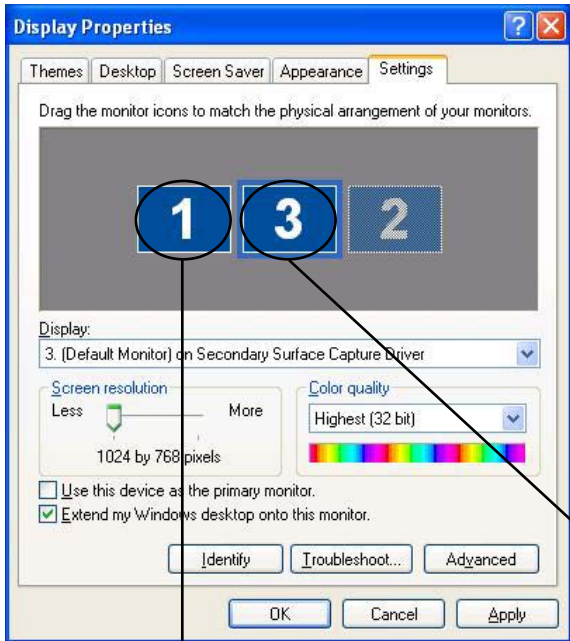 Display Properties
Themes Desktop Screen Saver Appearance Settings
Drag the monitor icons to match the physical arrangement of your monitors.
1 3 2
Display:
3. (Default Monitor) on Secondary Surface Capture Driver
Screen resolution Color quality
Less More Highest (32 bit)
1024 by 768 pixels
Use this device as the primary monitor.
Extend my Windows desktop onto this monitor.
Identify Troubleshoot... Advanced
OK Cancel Apply